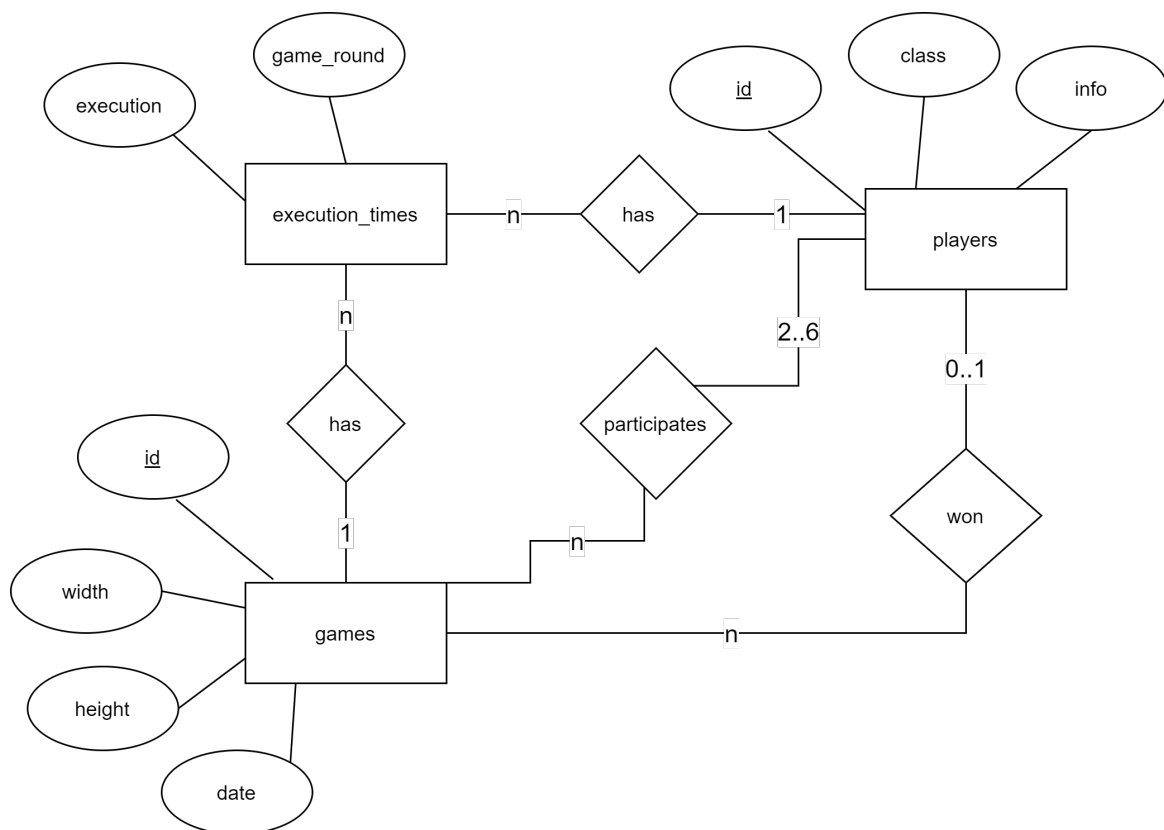 game_round
class
id
info
execution
execution_times
n
has
1
players
n
2..6
0..1
has
participates
id
won
1
n
width
games
n
height
date